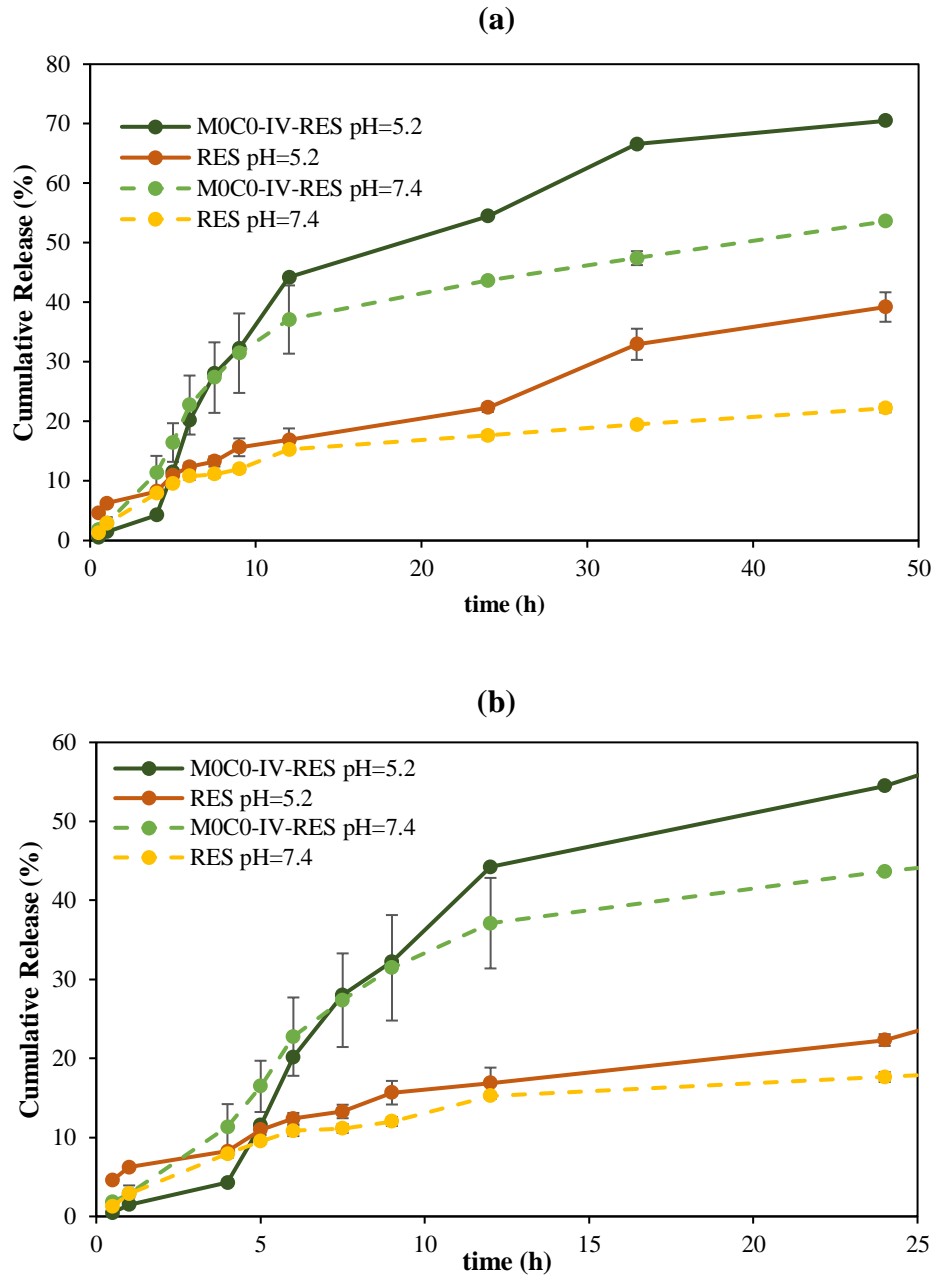 (a)
80
70
60
50
40
30
20
10
0
Cumulative Release (%)
M0C0-IV-RES pH=5.2
RES pH=5.2
M0C0-IV-RES pH=7.4
RES pH=7.4
0 10 20 30 40 50
time (h)
(b)
60
50
40
30
20
10
0
Cumulative Release (%)
M0C0-IV-RES pH=5.2
RES pH=5.2
M0C0-IV-RES pH=7.4
RES pH=7.4
0 5 10 15 20 25
time (h)